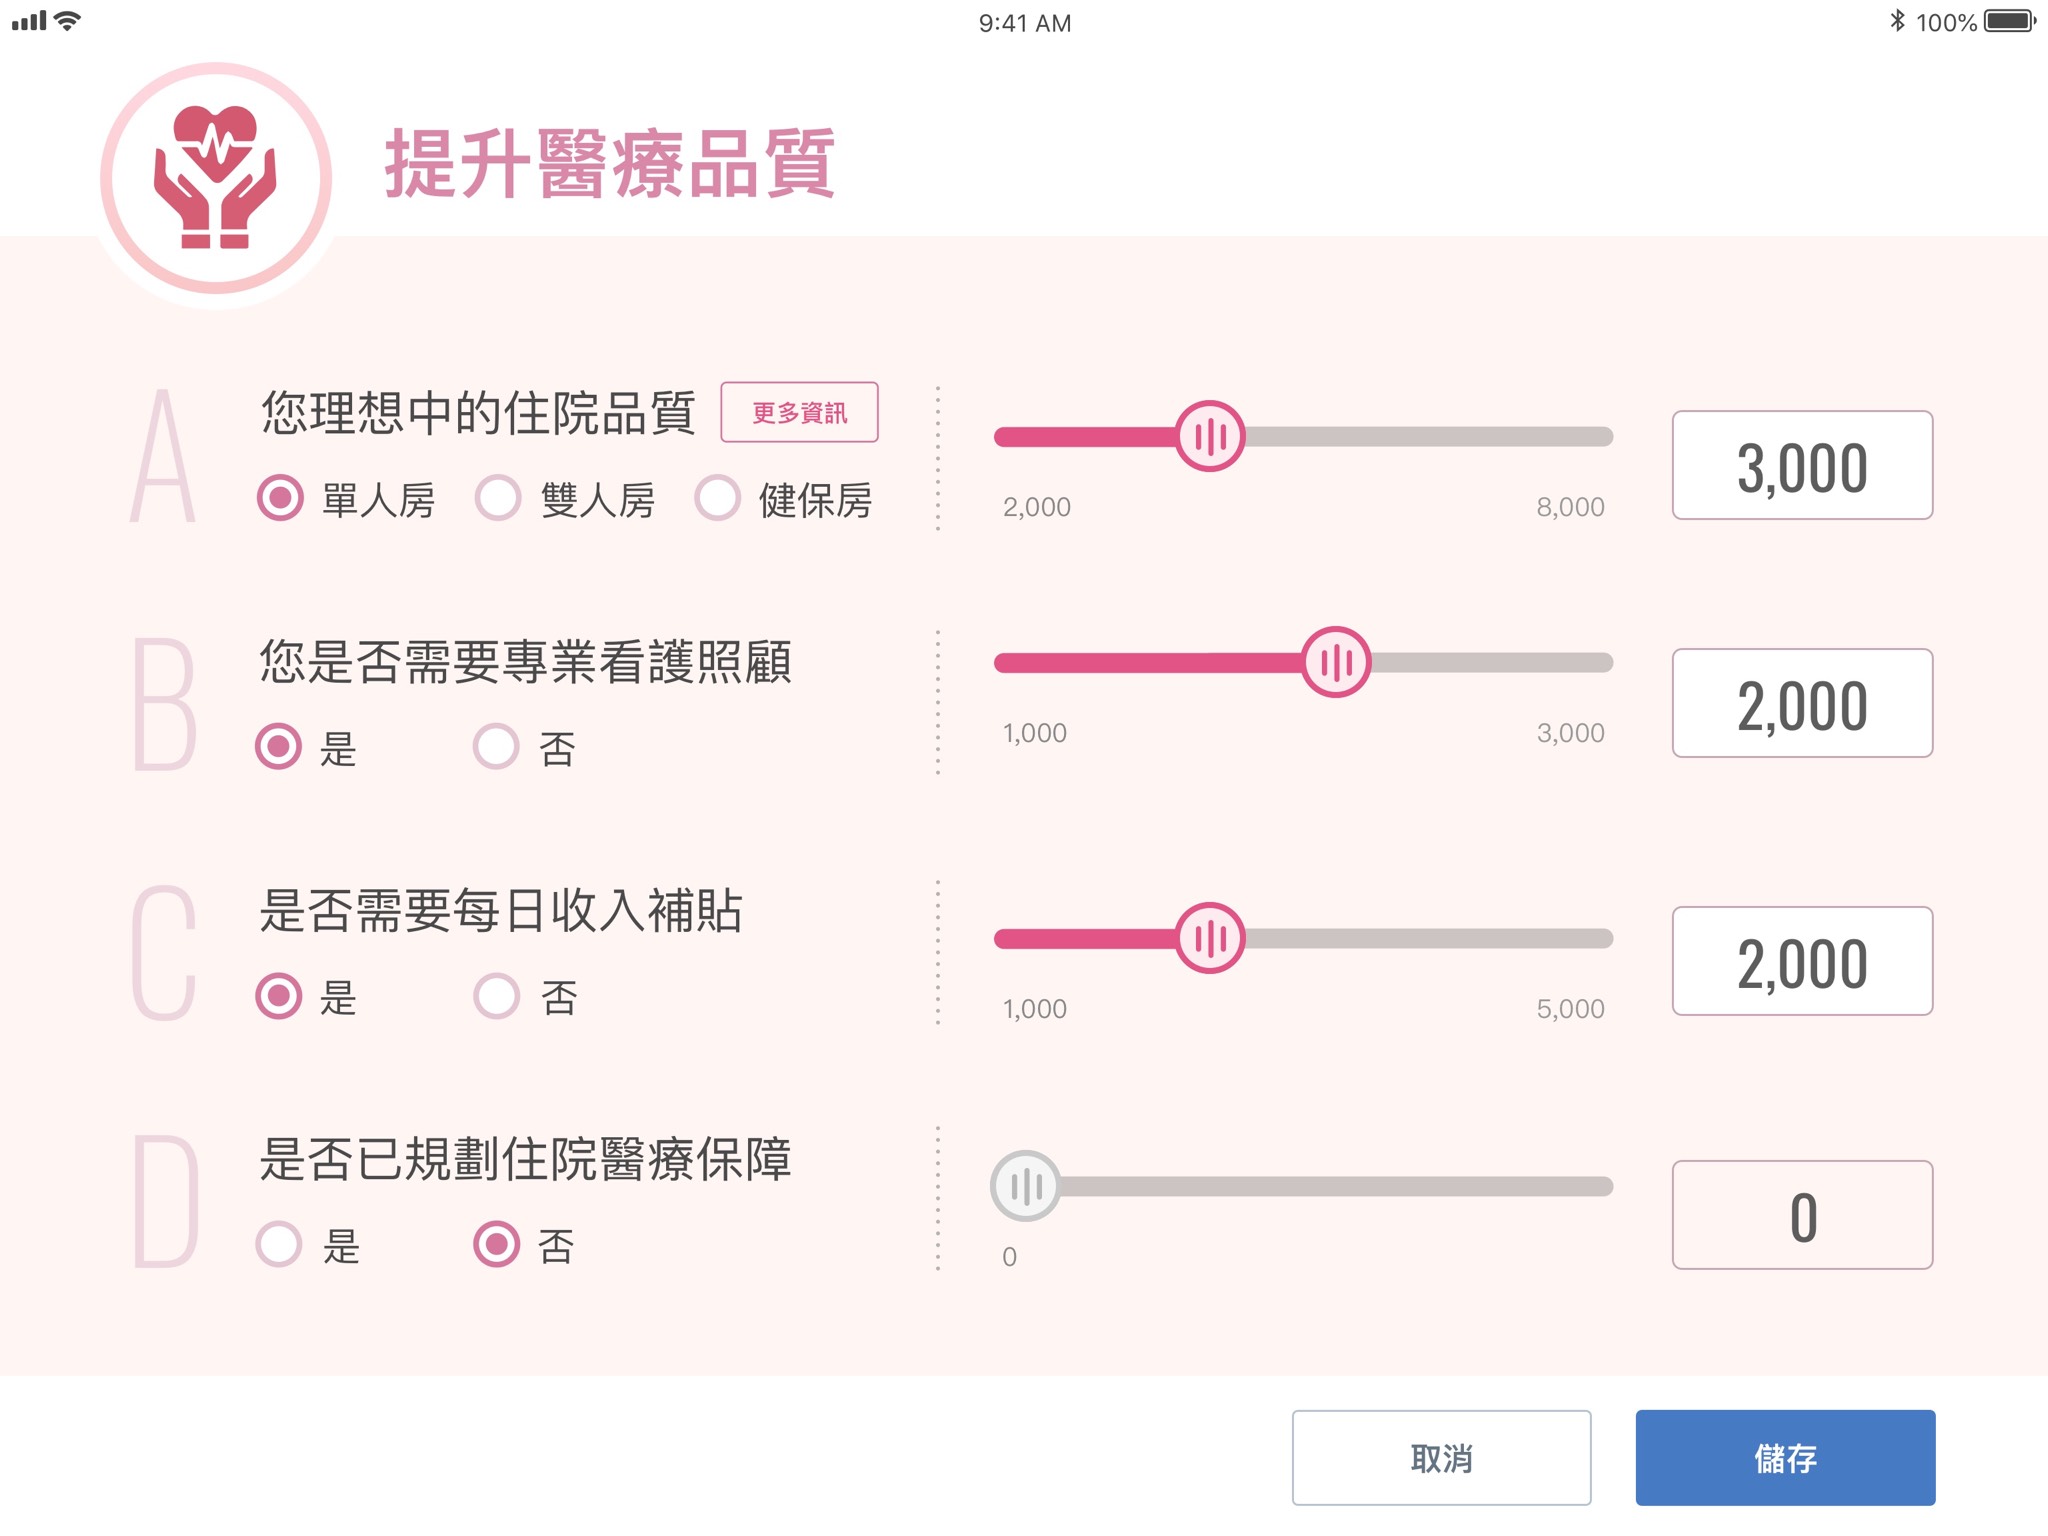 9:41 AM
100%
提升醫療品質
A
您理想中的住院品質
更多資訊
單人房
雙人房
健保房
2,000
8,000
3,000
B
您是否需要專業看護照顧
是
否
1,000
3,000
2,000
C
是否需要每日收入補貼
是
否
1,000
5,000
2,000
D
是否已規劃住院醫療保障
是
否
0
0
取消
儲存